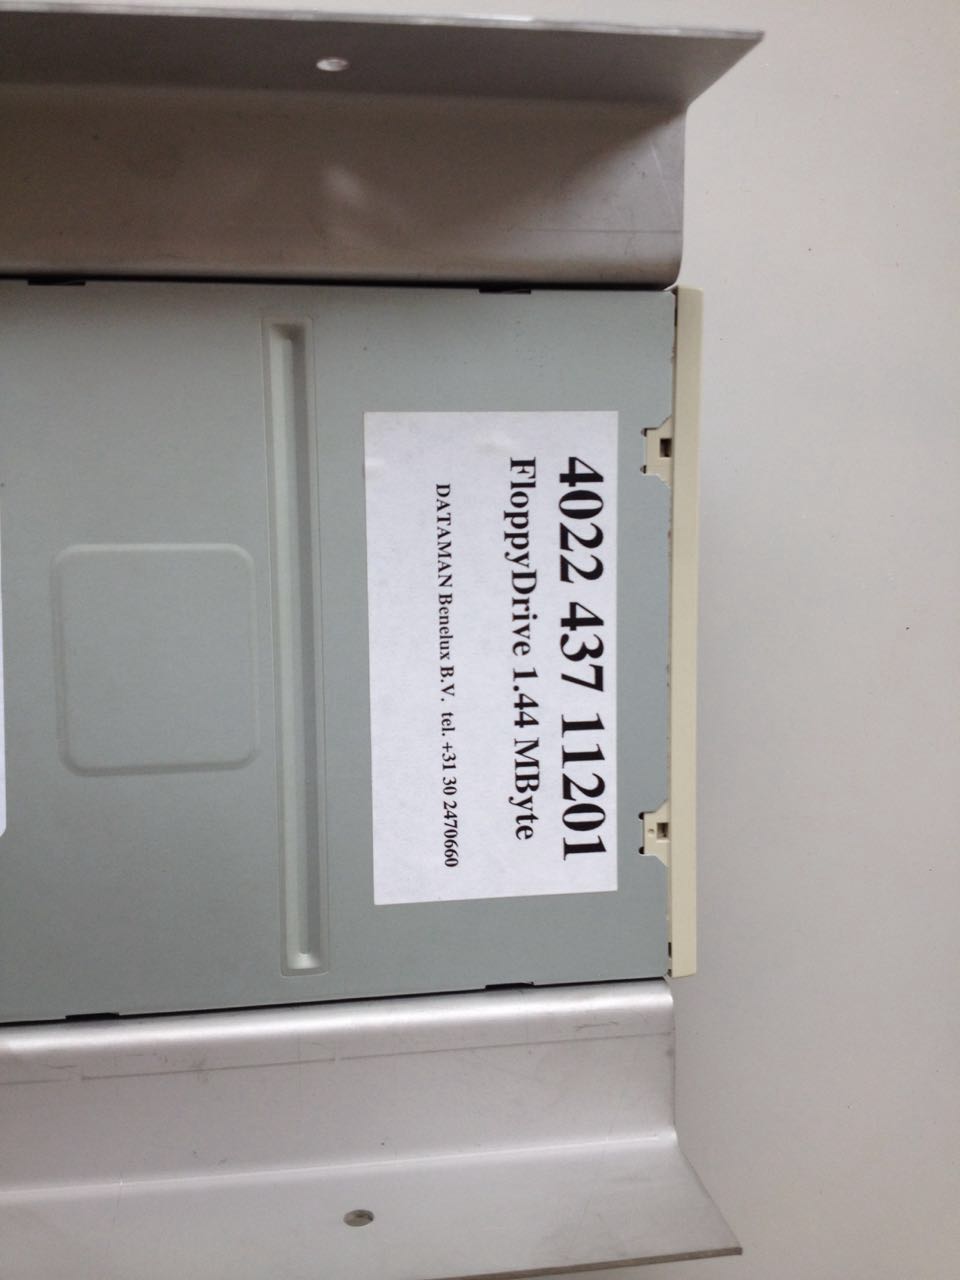 4022 437 11201
FloppyDrive 1.44 MByte
DATAMAN Benelux B.V. tel. +31 30 2470660